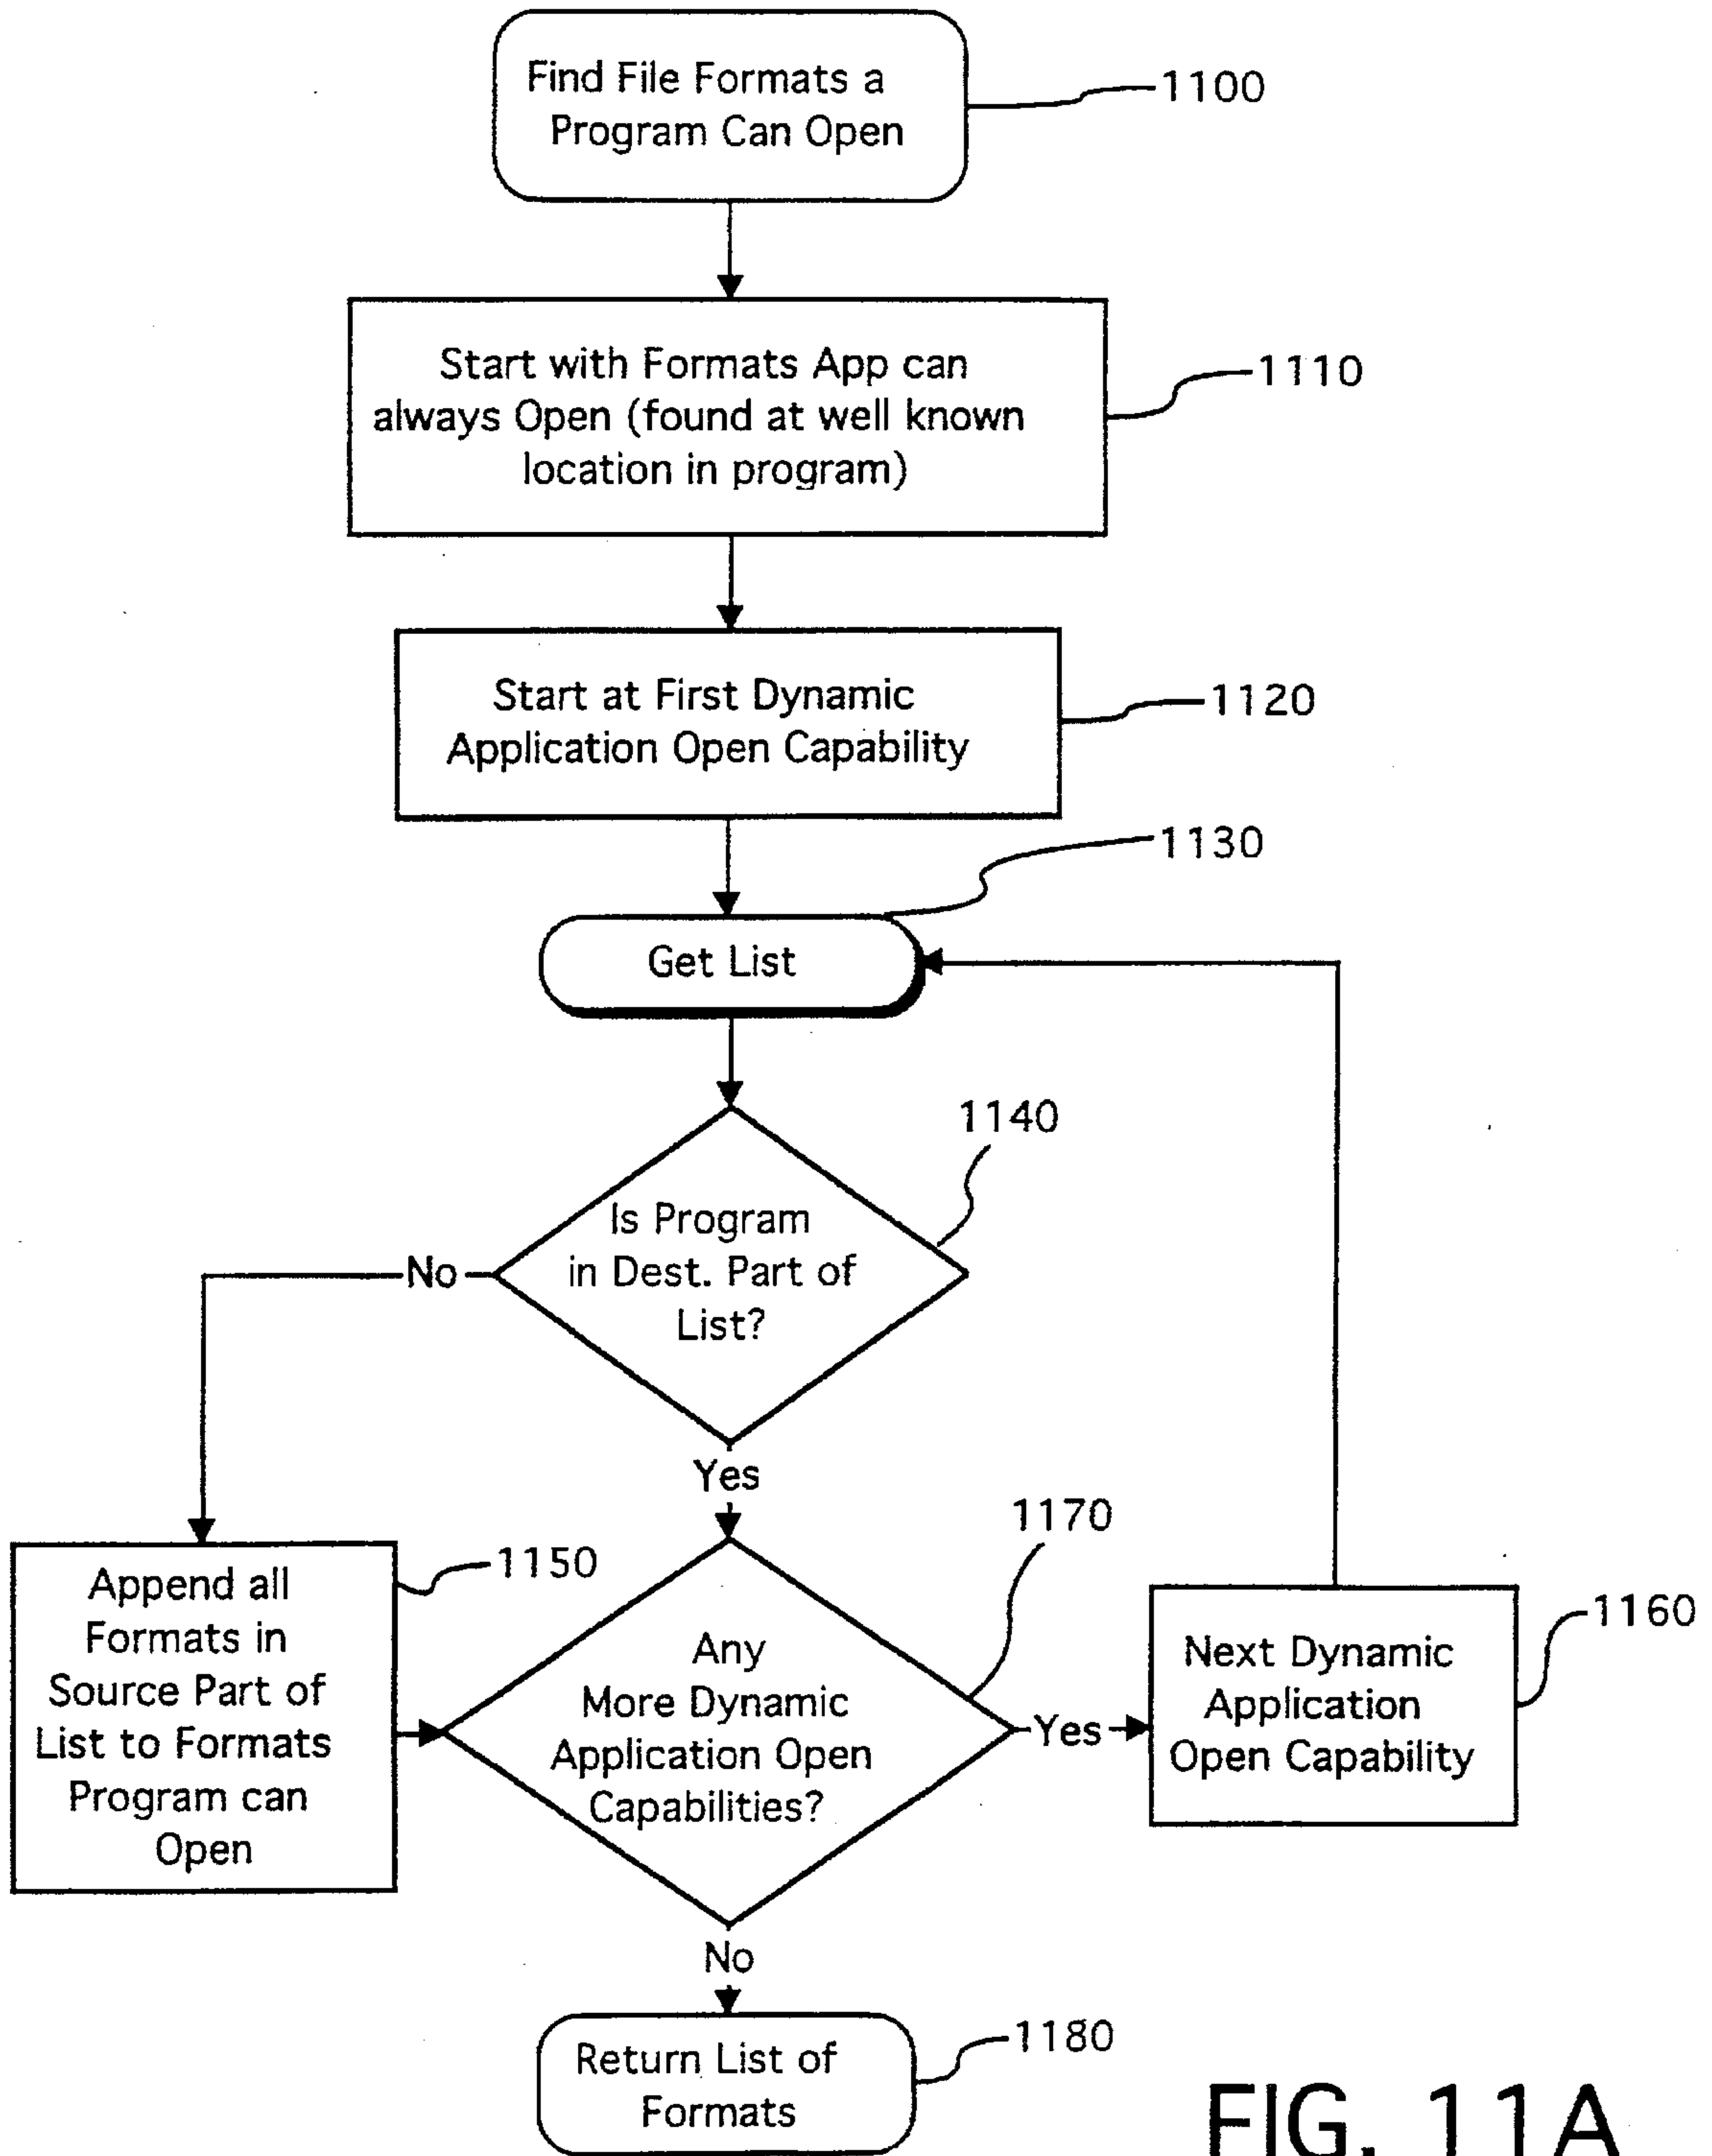 Find File Formats a
Program Can Open
1100
Start with Formats App can
always Open (found at well known
location in program)
1110
Start at First Dynamic
Application Open Capability
1120
1130
Get List
1140
Is Program
in Dest. Part of
List?
No
Yes
1150
Append all
Formats in
Source Part of
List to Formats
Program can
Open
1170
Any
More Dynamic
Application Open
Capabilities?
Yes
1160
Next Dynamic
Application
Open Capability
No
Return List of
Formats
1180
FIG. 11A